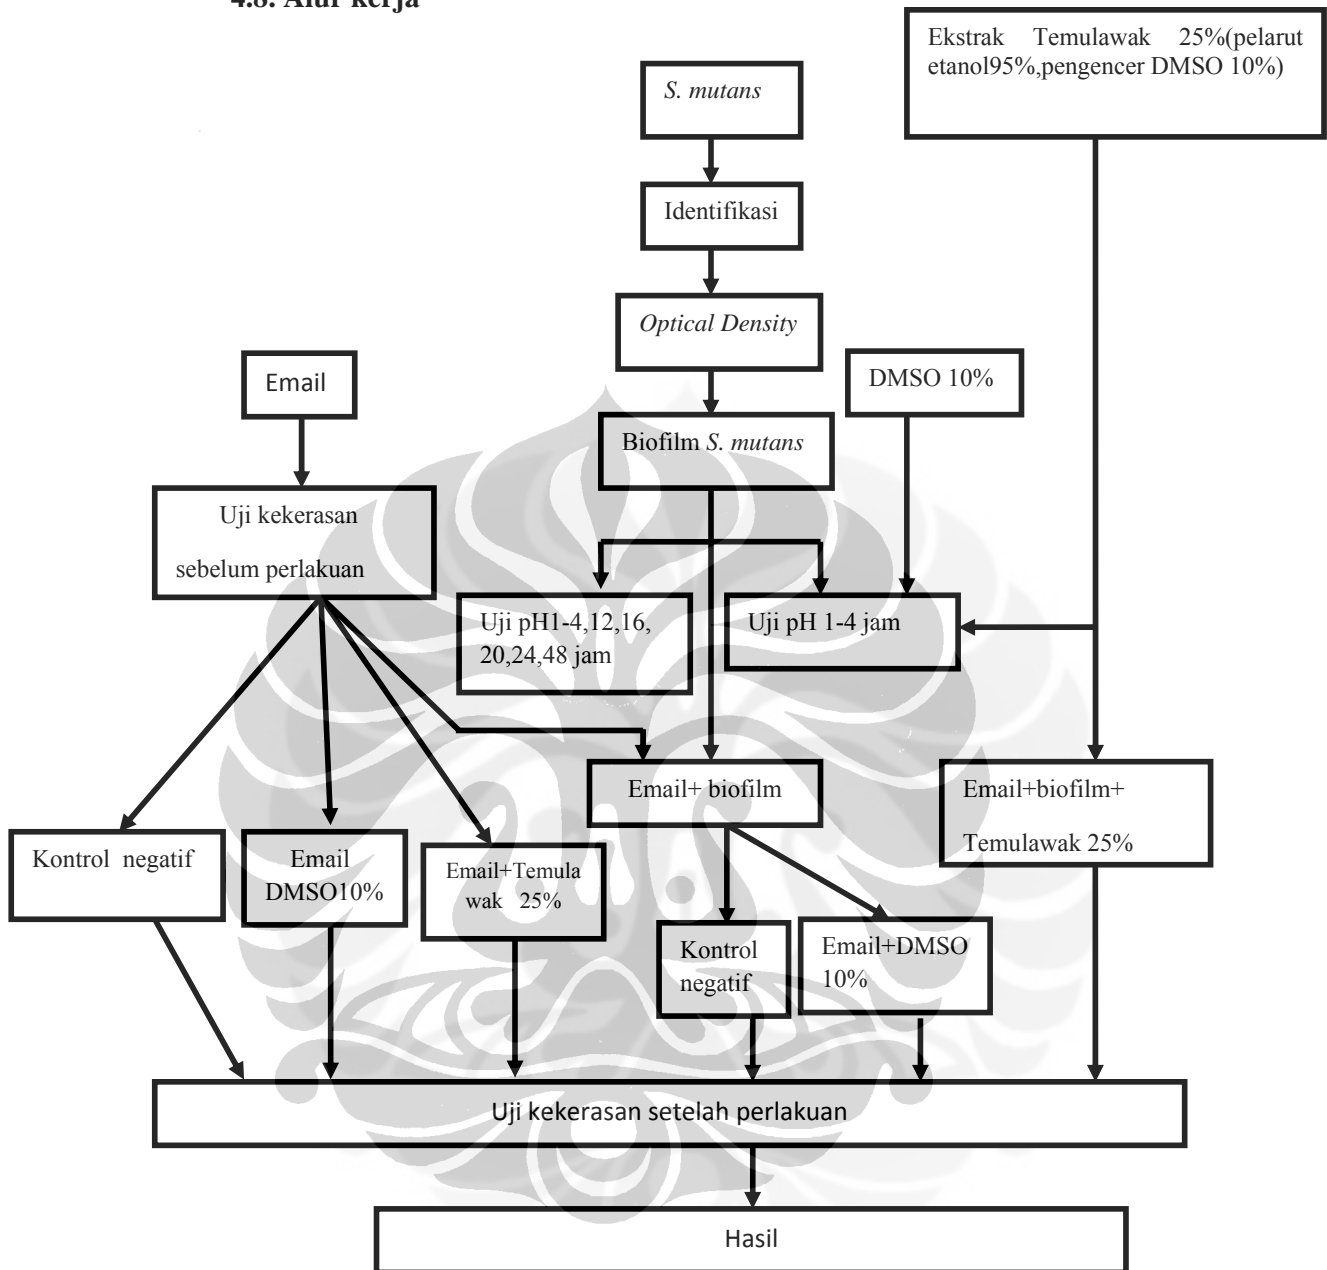 4.8. Alur kerja
Ekstrak Temulawak 25%(pelarut
etanol95%,pengencer DMSO 10%)
S. mutans
Identifikasi
Optical Density
Email
DMSO 10%
Biofilm S. mutans
Uji kekerasan
sebelum perlakuan
Uji pH1-4,12,16,
20,24,48 jam
Uji pH 1-4 jam
Email+ biofilm
Email+biofilm+
Temulawak 25%
Kontrol negatif
Email
DMSO10%
Email+Temula
wak 25%
Kontrol
negatif
Email+DMSO
10%
Uji kekerasan setelah perlakuan
Hasil